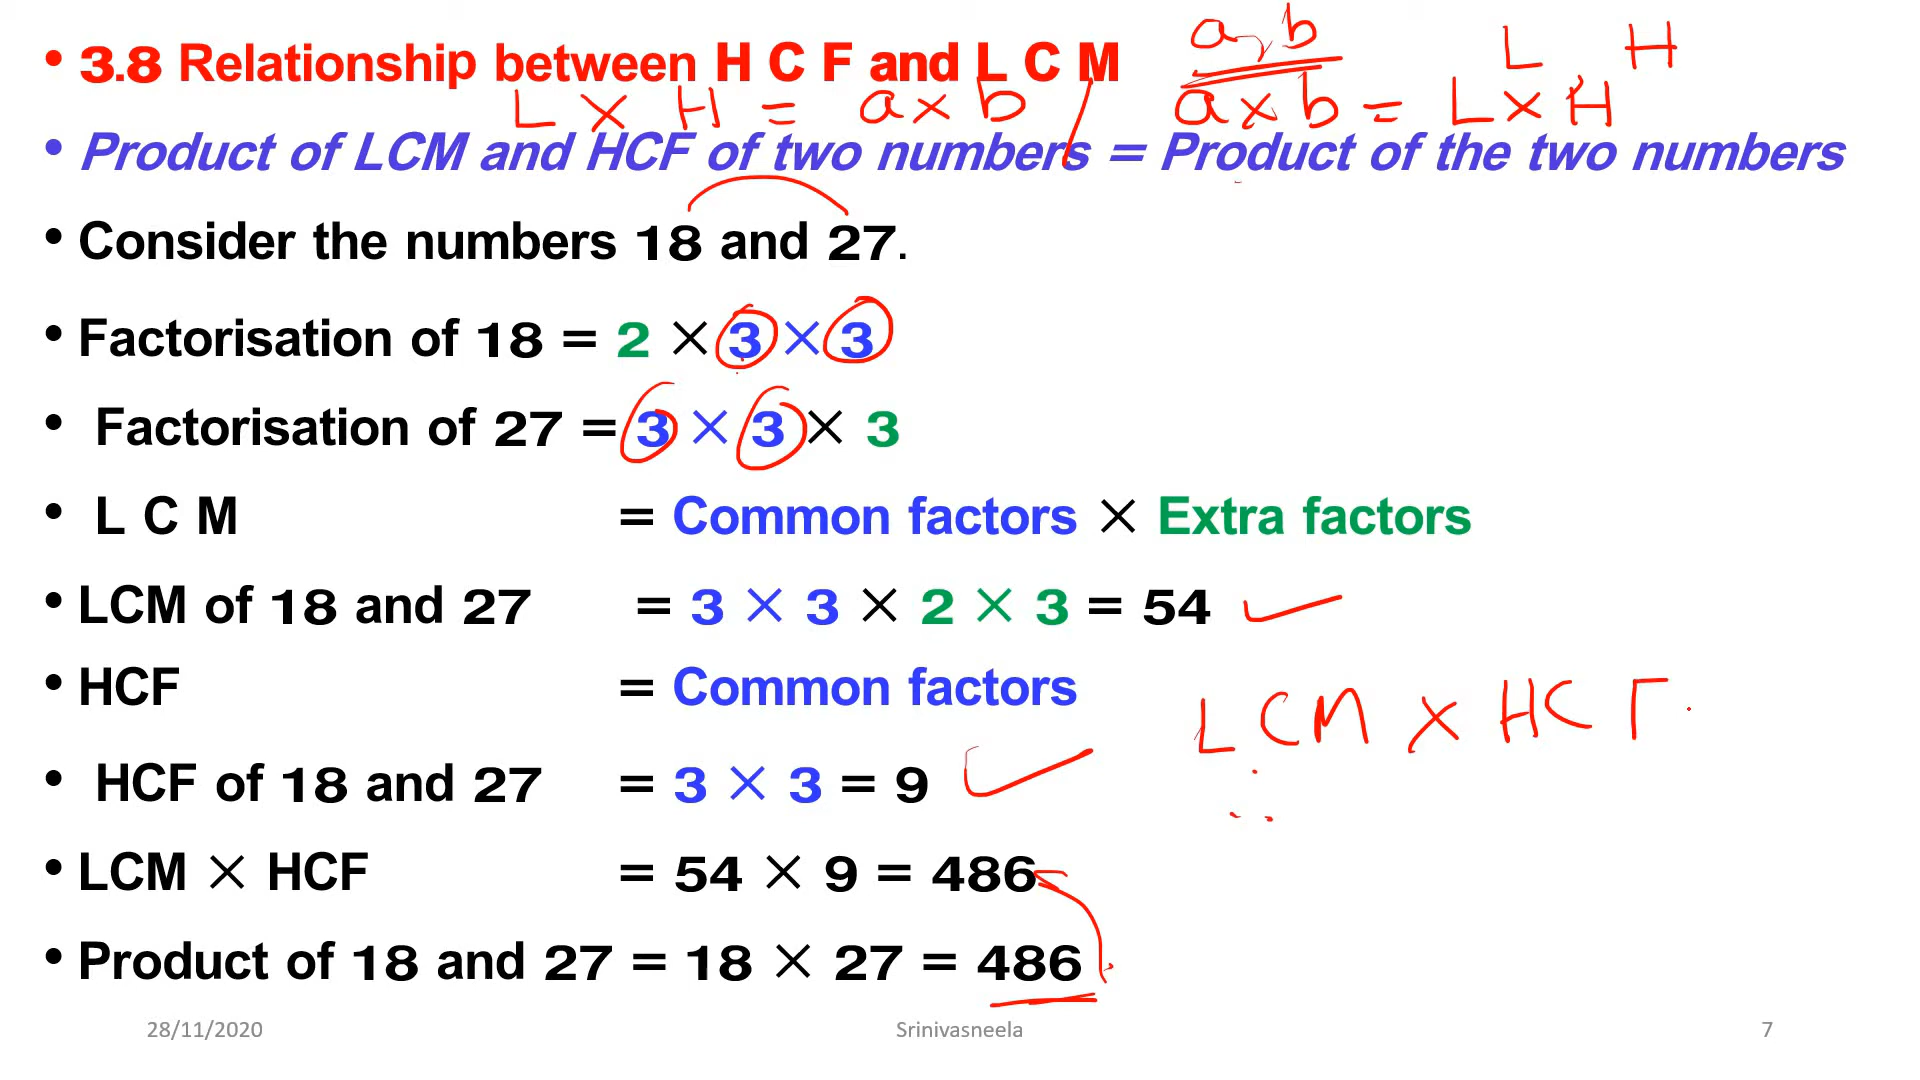 • 3.8 Relationship between H C F and L C M
a, b
L H
L × H = a × b
a × b = L × H
• Product of LCM and HCF of two numbers = Product of the two numbers
• Consider the numbers 18 and 27.
• Factorisation of 18 = 2 × 3 × 3
• Factorisation of 27 = 3 × 3 × 3
• L C M = Common factors × Extra factors
• LCM of 18 and 27 = 3 × 3 × 2 × 3 = 54
• HCF = Common factors
LCM × HCF
• HCF of 18 and 27 = 3 × 3 = 9
• LCM × HCF = 54 × 9 = 486
• Product of 18 and 27 = 18 × 27 = 486
28/11/2020 Srinivasneela 7